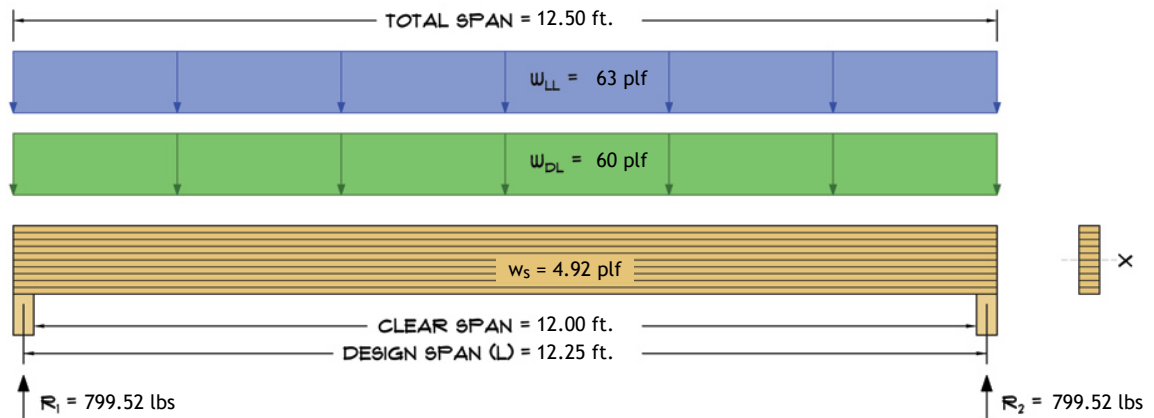 TOTAL SPAN = 12.50 ft.
WLL = 63 plf
WDL = 60 plf
ws = 4.92 plf
X
CLEAR SPAN = 12.00 ft.
DESIGN SPAN (L) = 12.25 ft.
R1 = 799.52 lbs
R2 = 799.52 lbs